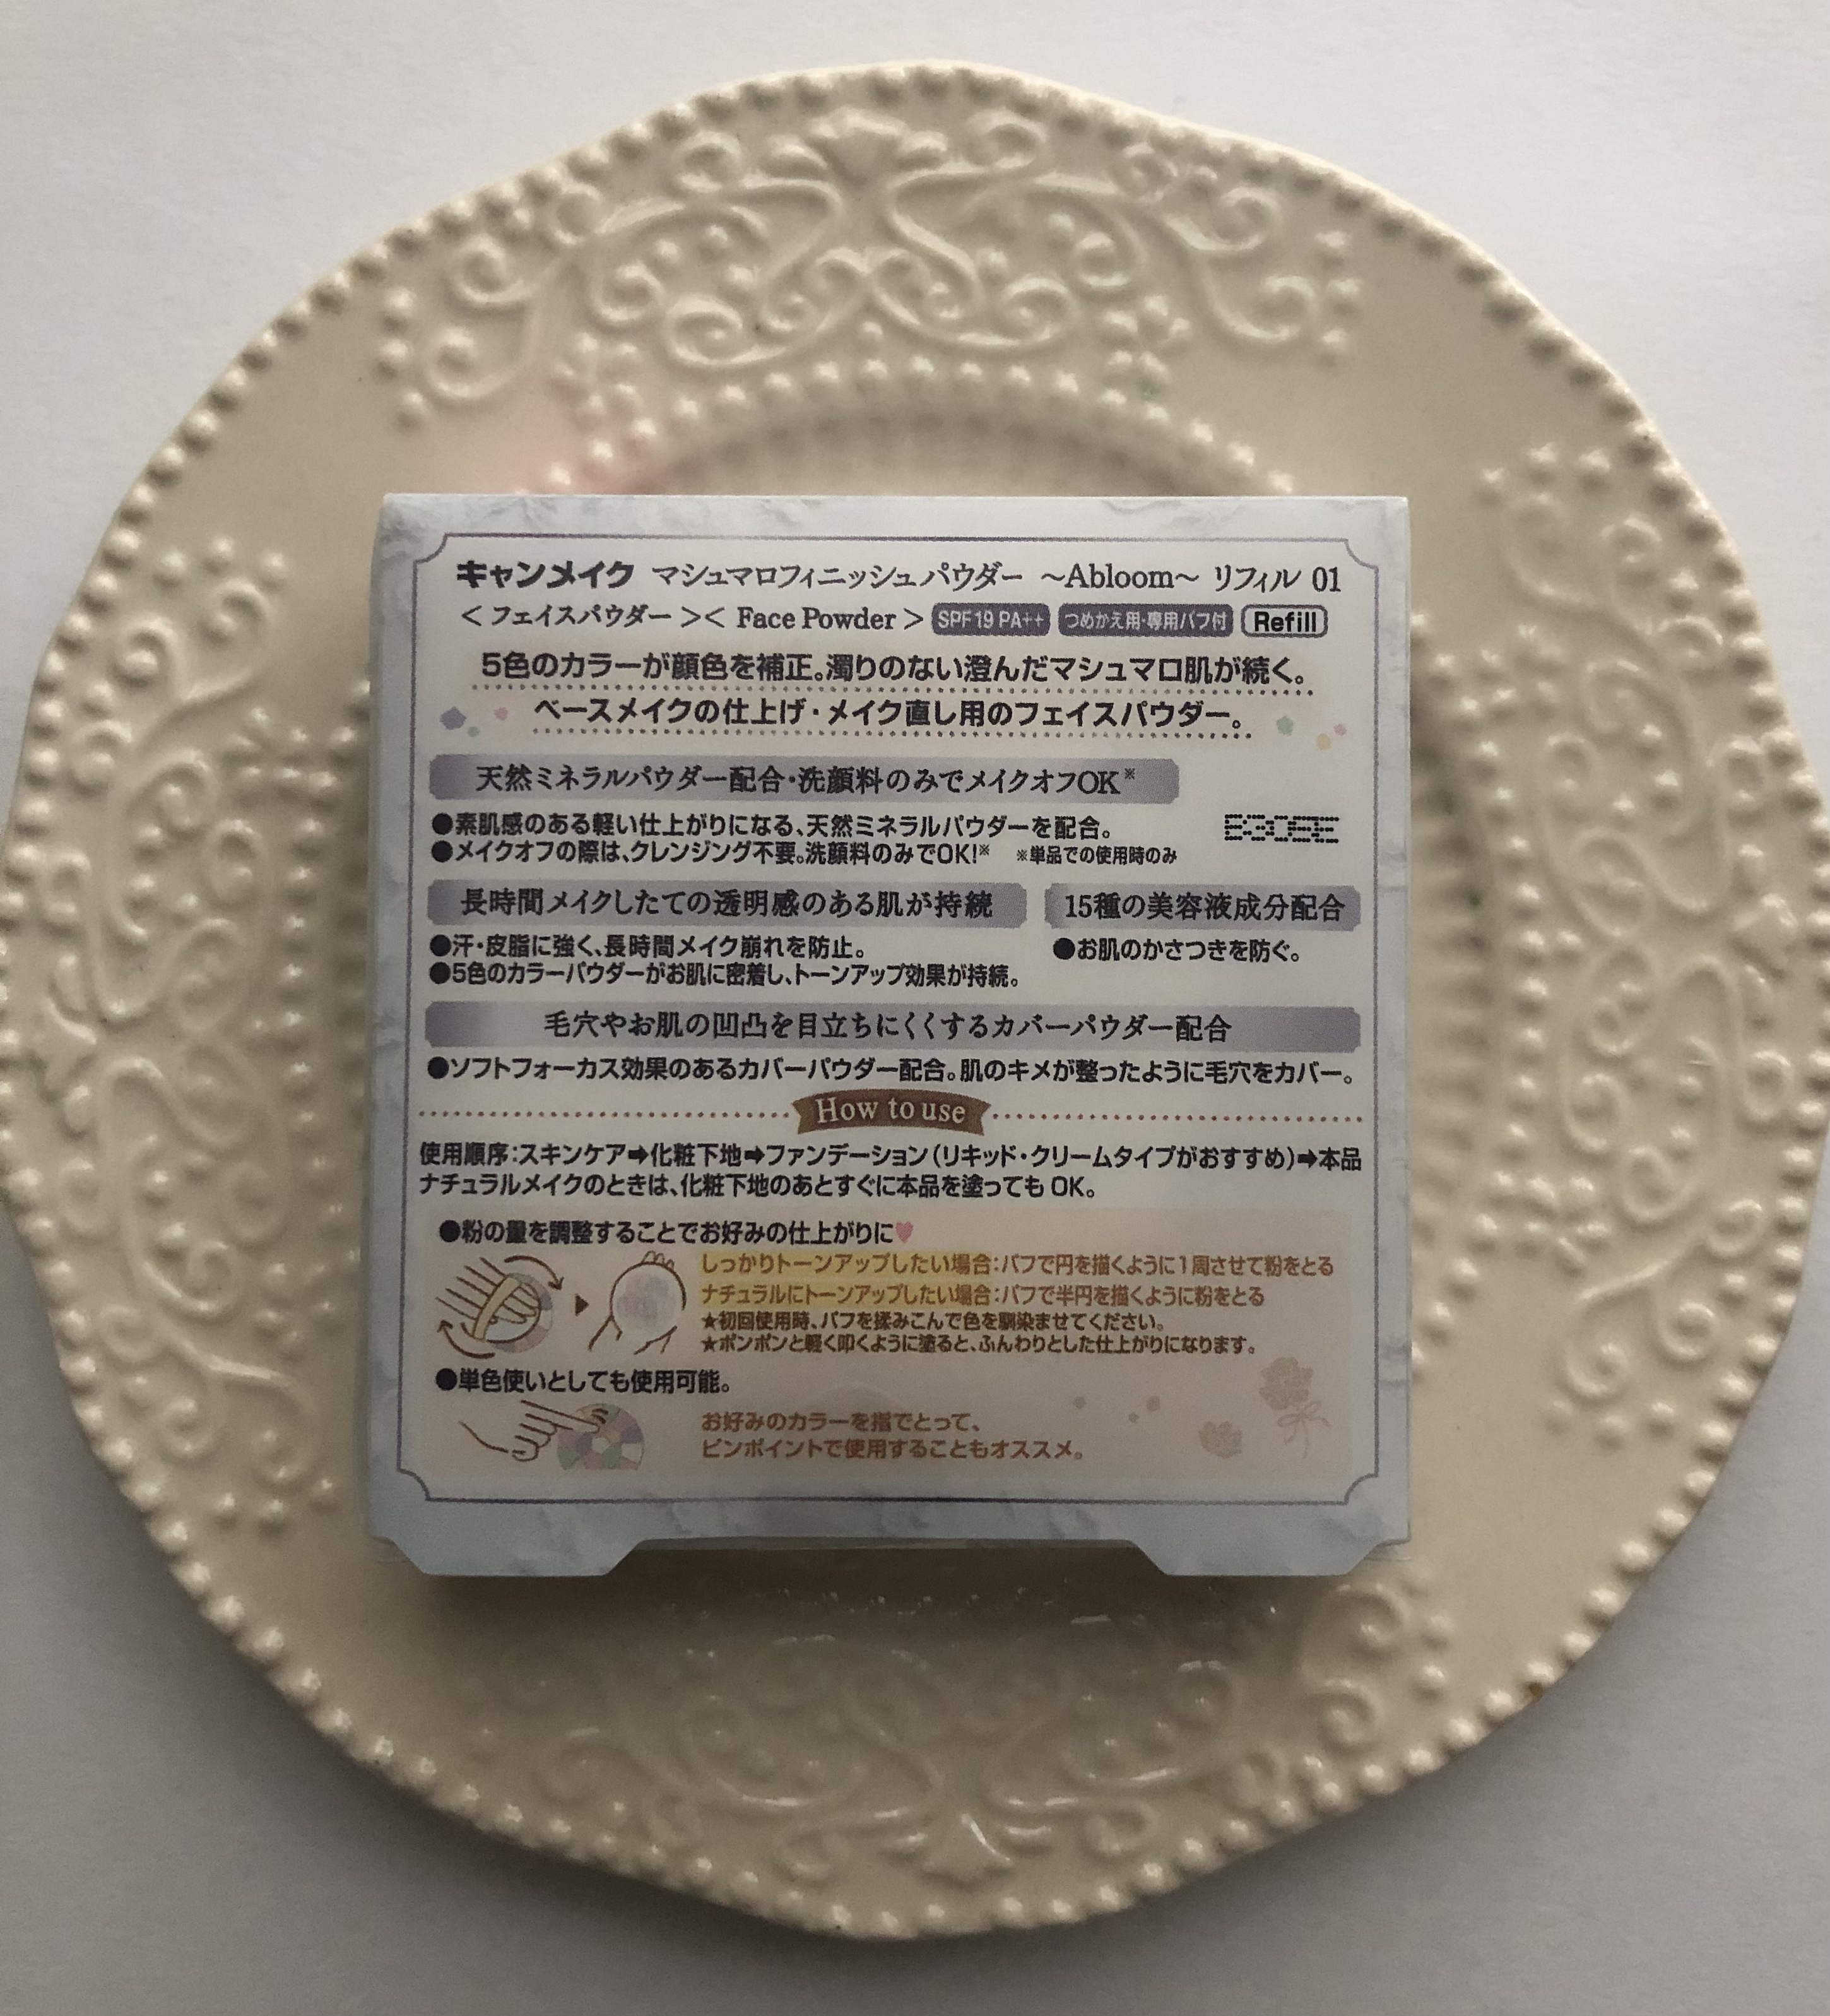 キャンメイク マシュマロフィニッシュパウダー ～Abloom～ リフィル 01
＜フェイスパウダー＞＜Face Powder＞ SPF19 PA++ つめかえ用・専用パフ付 Refill
5色のカラーが顔色を補正。濁りのない澄んだマシュマロ肌が続く。
ベースメイクの仕上げ・メイク直し用のフェイスパウダー。
天然ミネラルパウダー配合・洗顔料のみでメイクオフOK※
●素肌感のある軽い仕上がりになる、天然ミネラルパウダーを配合。
●メイクオフの際は、クレンジング不要。洗顔料のみでOK!※ ※単品での使用時のみ
長時間メイクしたての透明感のある肌が持続
●汗・皮脂に強く、長時間メイク崩れを防止。
●5色のカラーパウダーがお肌に密着し、トーンアップ効果が持続。
15種の美容液成分配合
●お肌のかさつきを防ぐ。
毛穴やお肌の凹凸を目立ちにくくするカバーパウダー配合
●ソフトフォーカス効果のあるカバーパウダー配合。肌のキメが整ったように毛穴をカバー。
How to use
使用順序：スキンケア➡化粧下地➡ファンデーション（リキッド・クリームタイプがおすすめ）➡本品
ナチュラルメイクのときは、化粧下地のあとすぐに本品を塗っても OK。
●粉の量を調整することでお好みの仕上がりに♥
しっかりトーンアップしたい場合：パフで円を描くように1周させて粉をとる
ナチュラルにトーンアップしたい場合：パフで半円を描くように粉をとる
★初回使用時、パフを揉みこんで色を馴染ませてください。
★ポンポンと軽く叩くように塗ると、ふんわりとした仕上がりになります。
●単色使いとしても使用可能。
お好みのカラーを指でとって、
ピンポイントで使用することもオススメ。